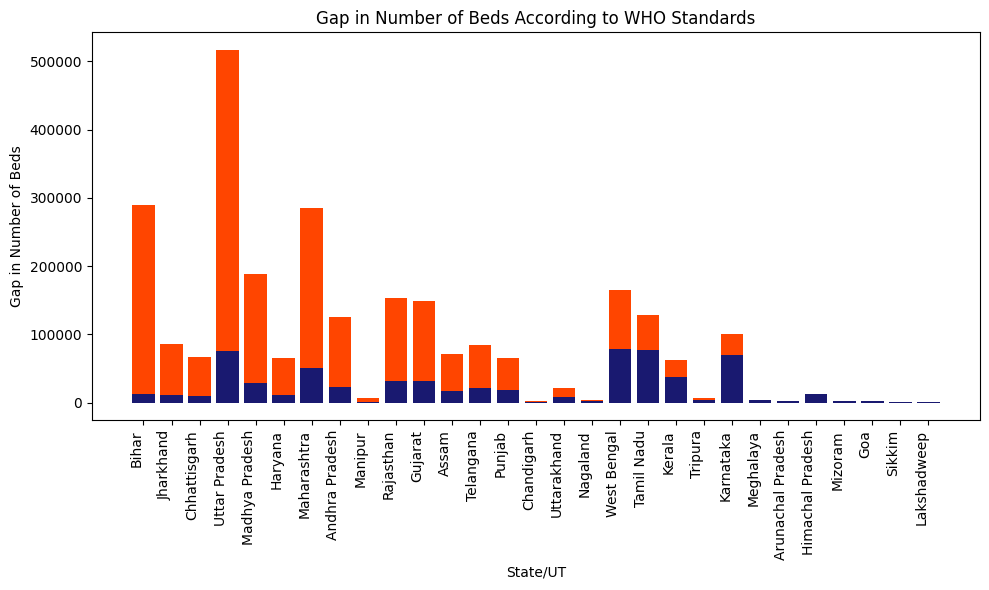 Gap in Number of Beds According to WHO Standards
Gap in Number of Beds
500000
400000
300000
200000
100000
0
Bihar
Jharkhand
Chhattisgarh
Uttar Pradesh
Madhya Pradesh
Haryana
Maharashtra
Andhra Pradesh
Manipur
Rajasthan
Gujarat
Assam
Telangana
Punjab
Chandigarh
Uttarakhand
Nagaland
West Bengal
Tamil Nadu
Kerala
Tripura
Karnataka
Meghalaya
Arunachal Pradesh
Himachal Pradesh
Mizoram
Goa
Sikkim
Lakshadweep
State/UT